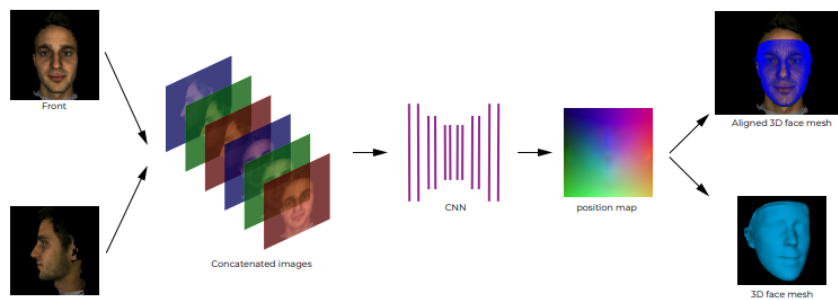 Front
Concatenated images
CNN
position map
Aligned 3D face mesh
3D face mesh